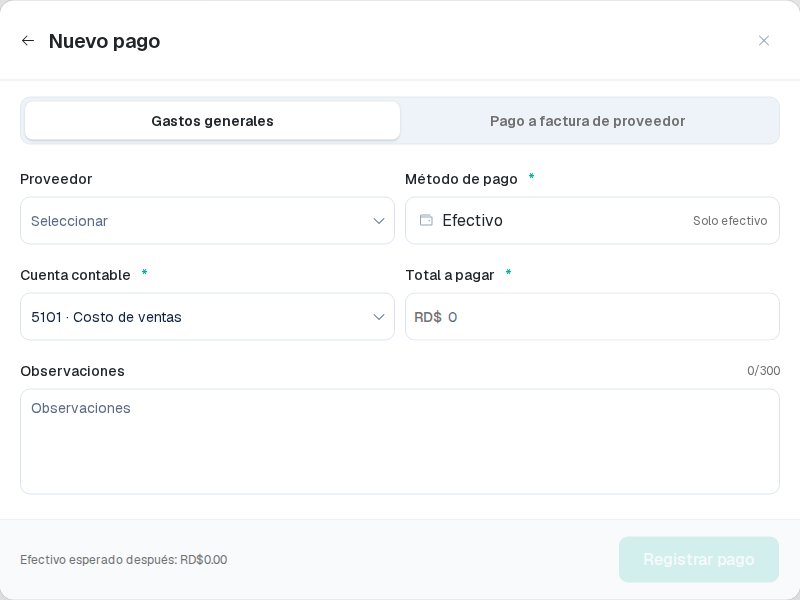 Nuevo pago
Gastos generales
Pago a factura de proveedor
Proveedor
Método de pago *
Seleccionar
Efectivo
Solo efectivo
Cuenta contable *
Total a pagar *
5101 · Costo de ventas
RD$ 0
Observaciones
0/300
Observaciones
Efectivo esperado después: RD$0.00
Registrar pago